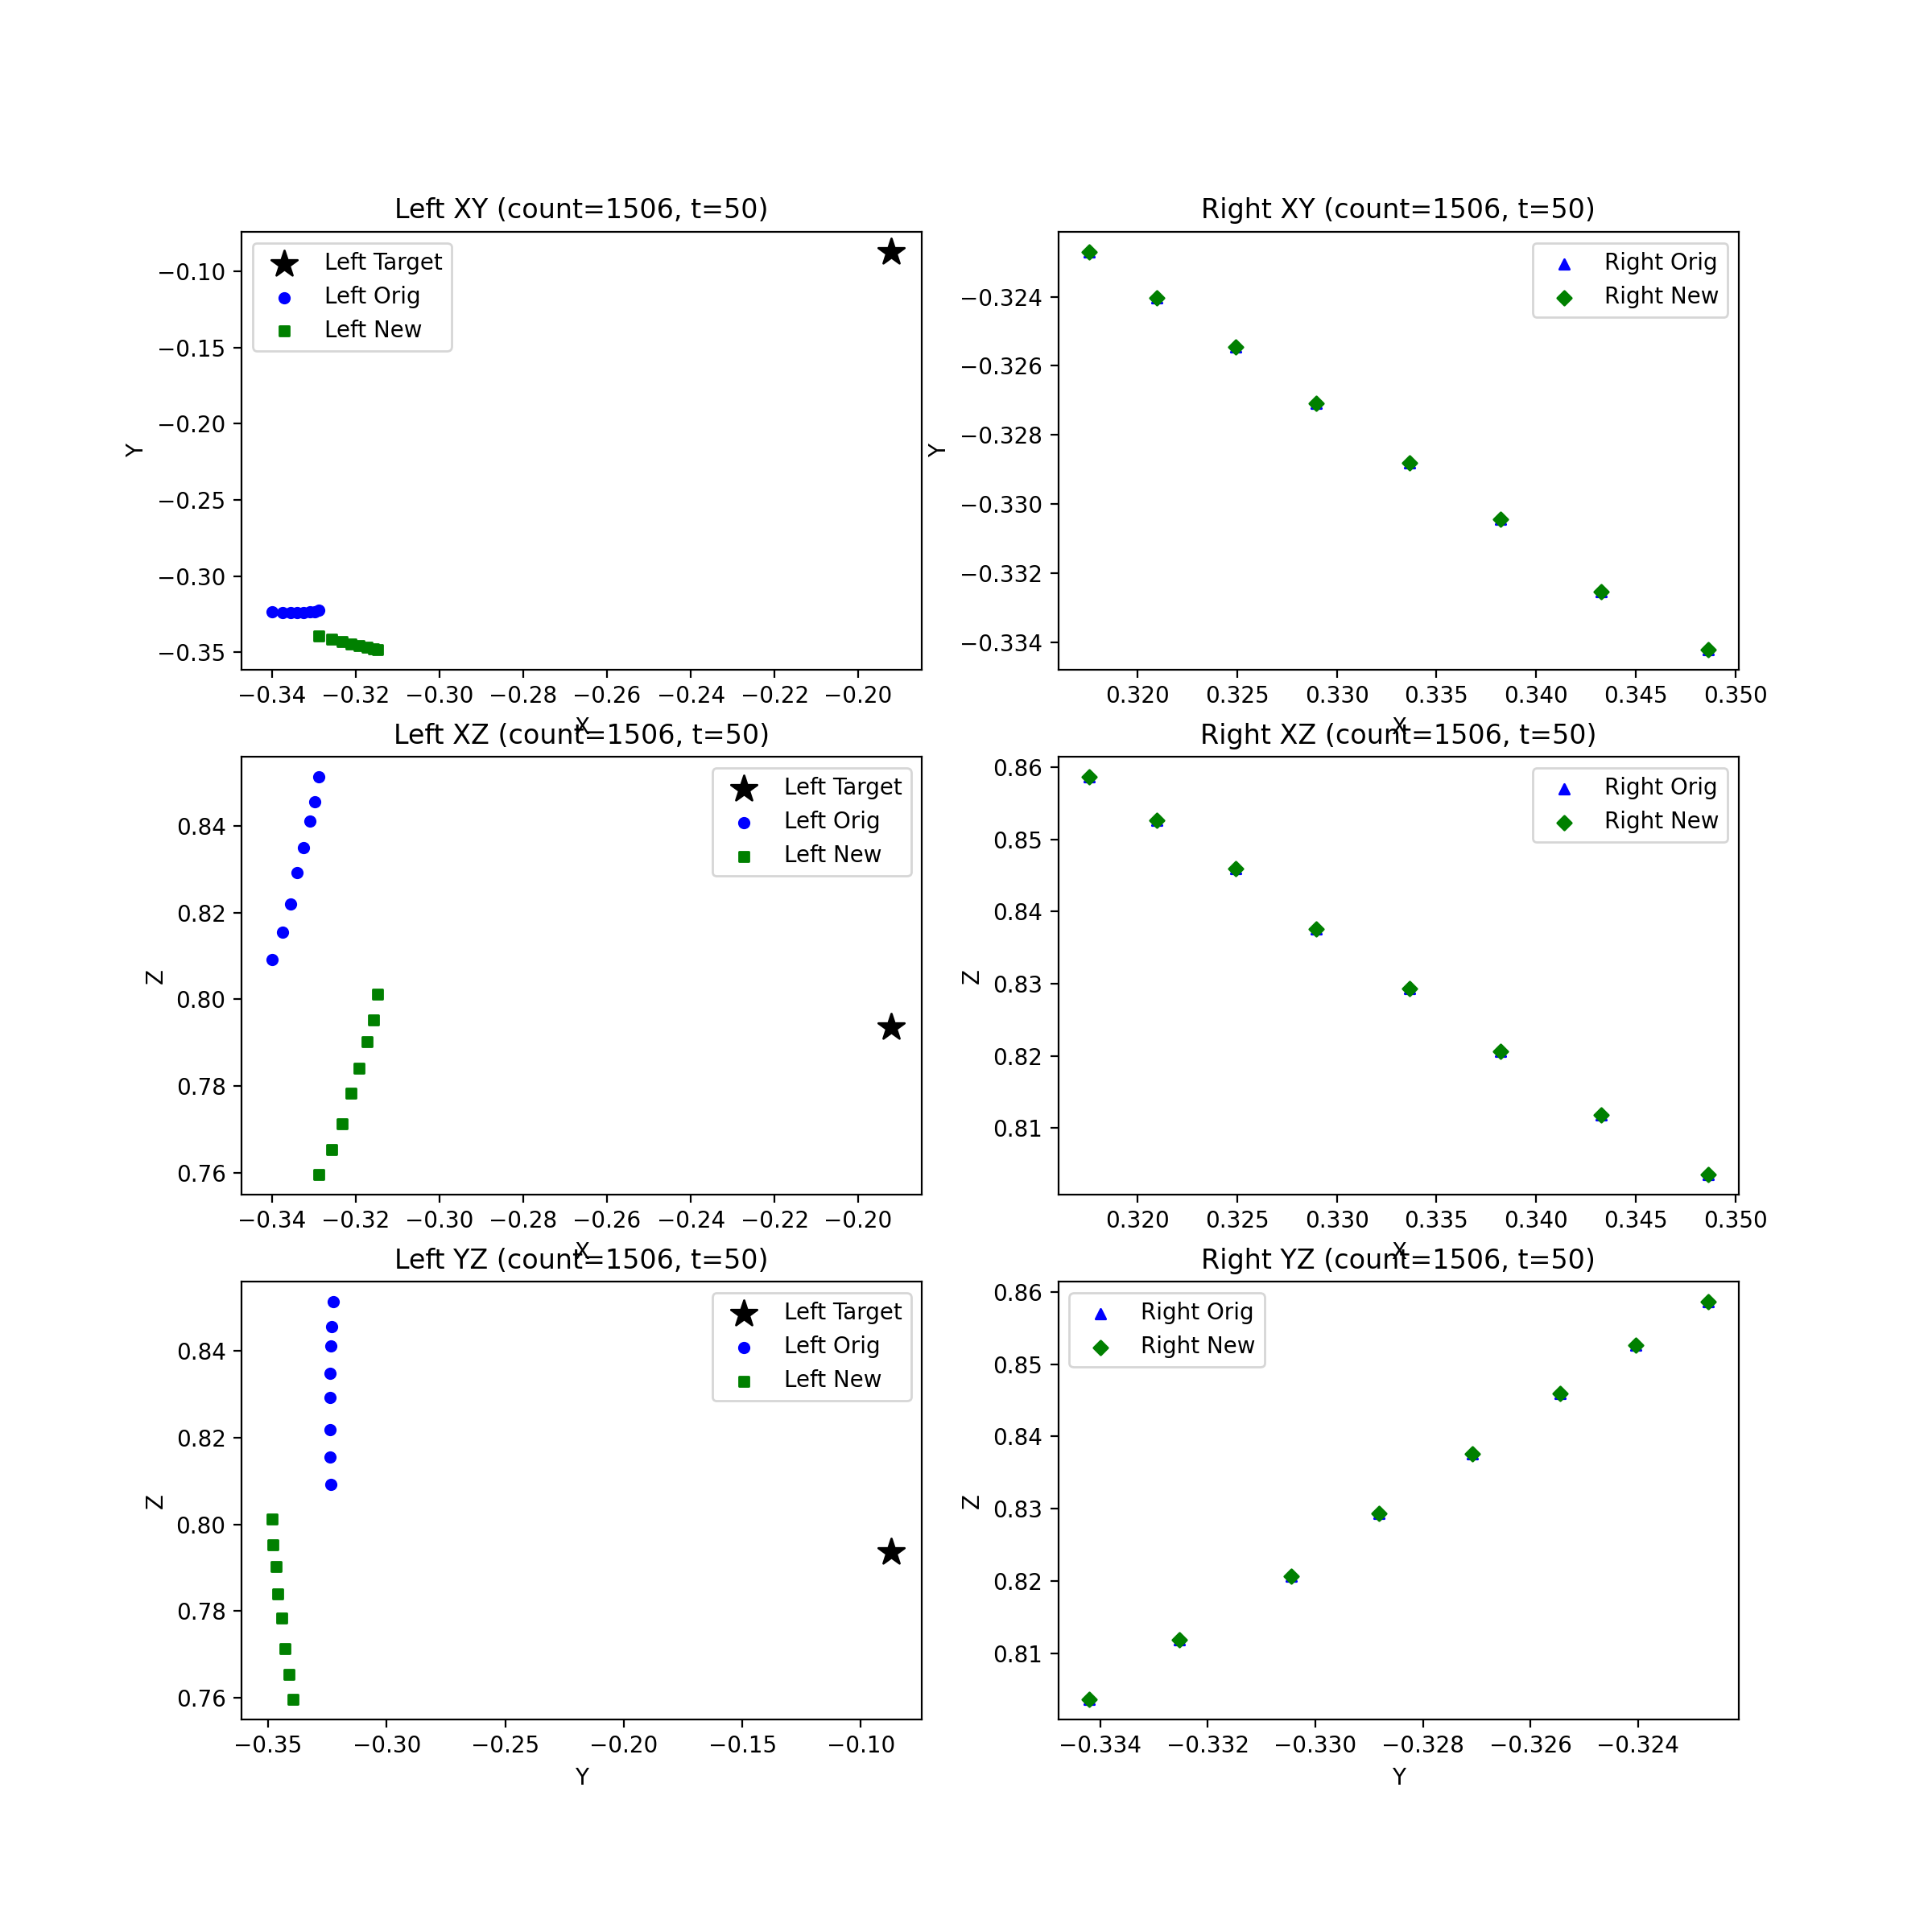 Left XY (count=1506, t=50)
Left Target
Left Orig
Left New
−0.10
−0.15
−0.20
−0.25
−0.30
−0.35
Y
−0.34 −0.32 −0.30 −0.28 −0.26 −0.24 −0.22 −0.20
X
Right XY (count=1506, t=50)
Right Orig
Right New
−0.324
−0.326
−0.328
−0.330
−0.332
−0.334
Y
0.320 0.325 0.330 0.335 0.340 0.345 0.350
X
Left XZ (count=1506, t=50)
Left Target
Left Orig
Left New
0.84
0.82
0.80
0.78
0.76
Z
−0.34 −0.32 −0.30 −0.28 −0.26 −0.24 −0.22 −0.20
X
Right XZ (count=1506, t=50)
Right Orig
Right New
0.86
0.85
0.84
0.83
0.82
0.81
Z
0.320 0.325 0.330 0.335 0.340 0.345 0.350
X
Left YZ (count=1506, t=50)
Left Target
Left Orig
Left New
0.84
0.82
0.80
0.78
0.76
Z
−0.35 −0.30 −0.25 −0.20 −0.15 −0.10
Y
Right YZ (count=1506, t=50)
Right Orig
Right New
0.86
0.85
0.84
0.83
0.82
0.81
Z
−0.334 −0.332 −0.330 −0.328 −0.326 −0.324
Y